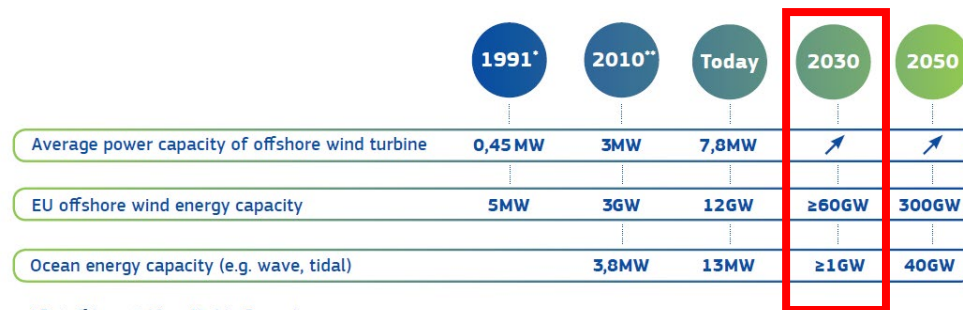 1991* 2010** Today 2030 2050
Average power capacity of offshore wind turbine 0,45 MW 3MW 7,8MW
EU offshore wind energy capacity 5MW 3GW 12GW ≥60GW 300GW
Ocean energy capacity (e.g. wave, tidal) 3,8MW 13MW ≥1GW 40GW